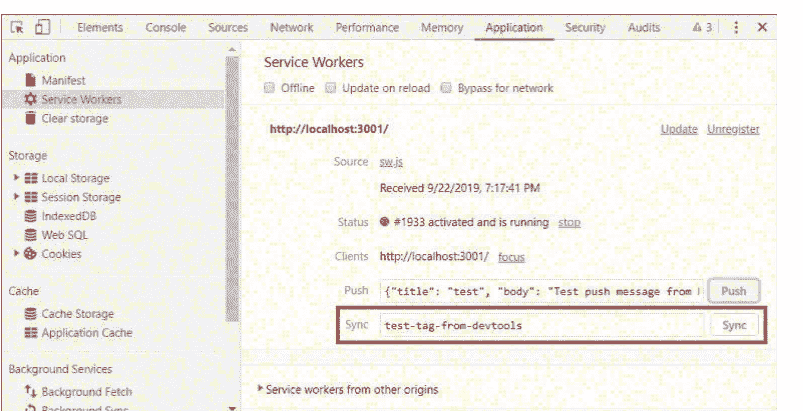 Elements Console Sources Network Performance Memory Application Security Audits 3
Application
Manifest
Service Workers
Clear storage
Storage
Local Storage
Session Storage
IndexedDB
Web SQL
Cookies
Cache
Cache Storage
Application Cache
Background Services
Background Fetch
Background Sync
Service Workers
Offline Update on reload Bypass for network
http://localhost:3001/ Update Unregister
Source sw.js
Received 9/22/2019, 7:17:41 PM
Status #1933 activated and is running stop
Clients http://localhost:3001/ focus
Push {"title": "test", "body": "Test push message from Push
Sync test-tag-from-devtools Sync
Service workers from other origins